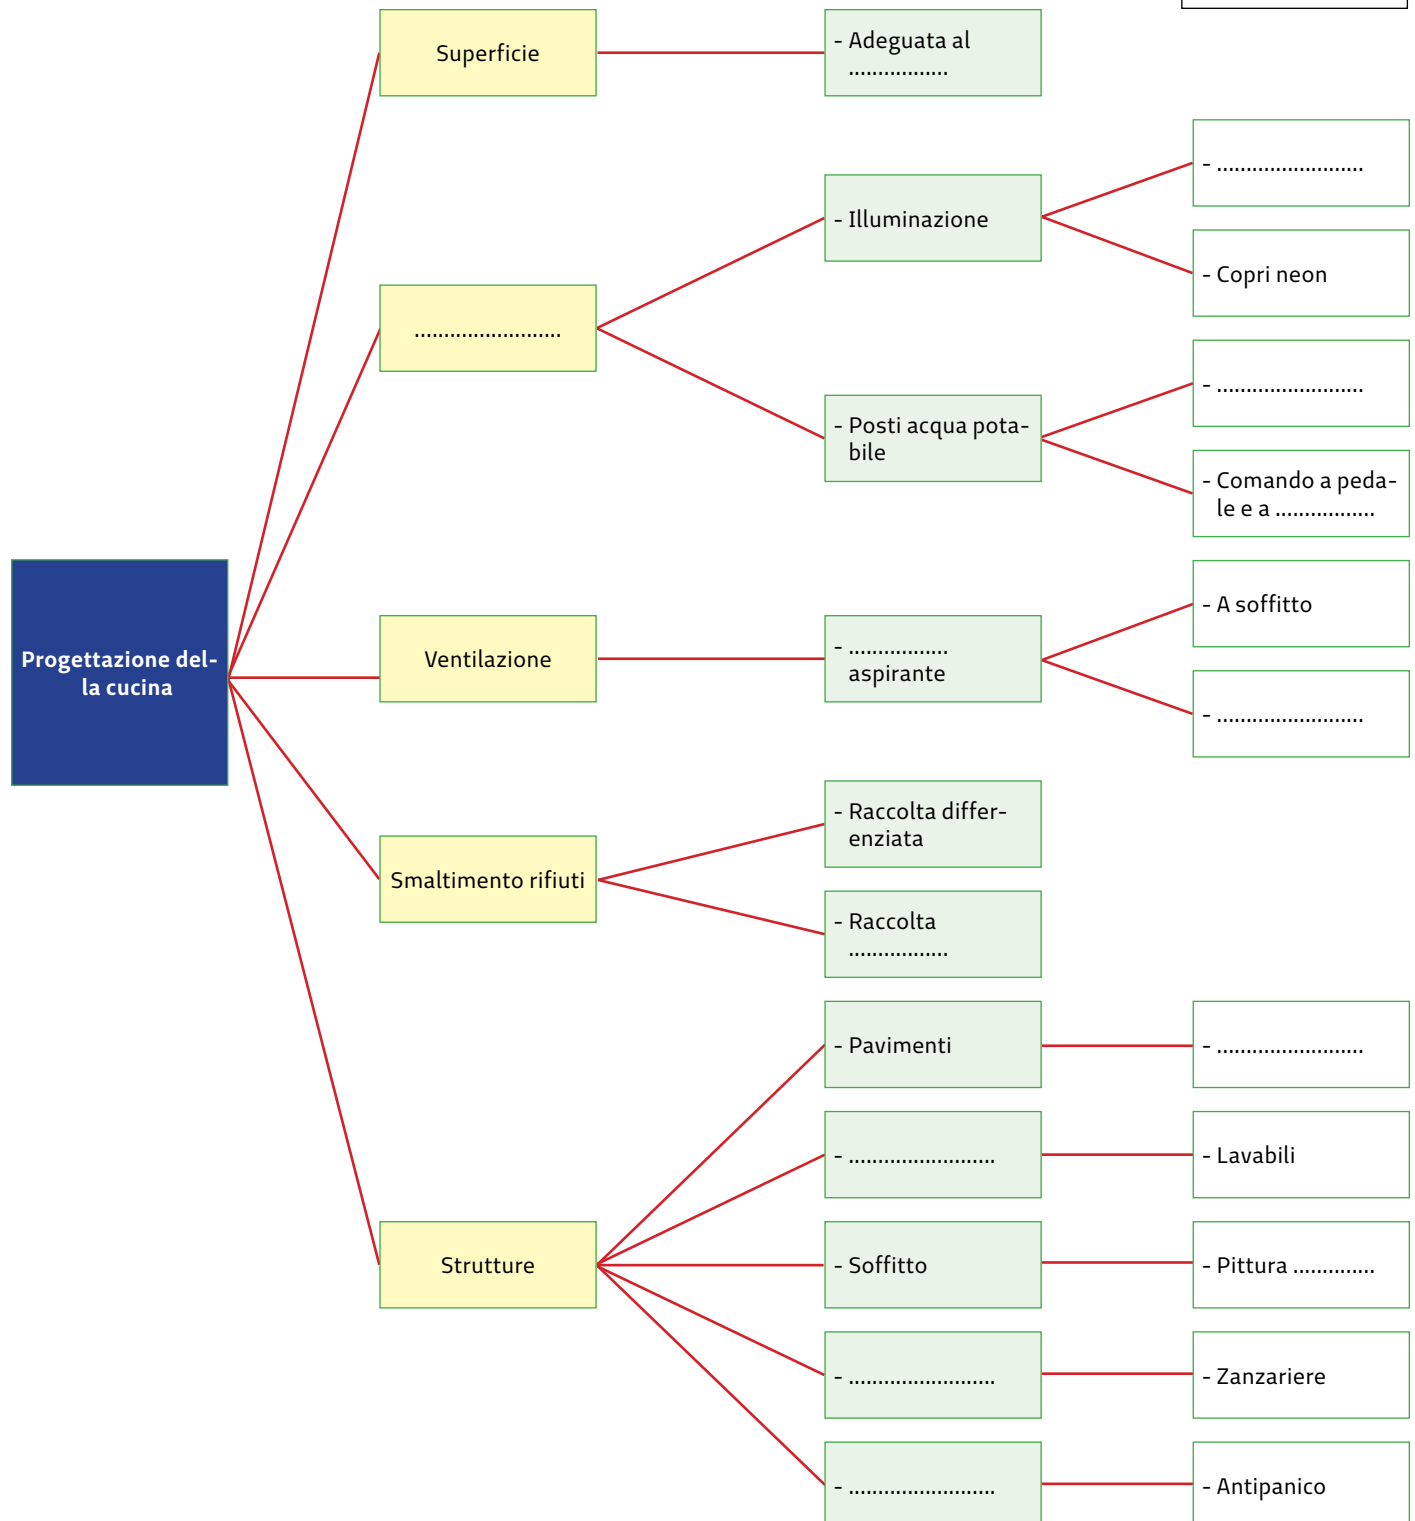 Superficie
- Adeguata al
.................
- .........................
- Illuminazione
- Copri neon
.........................
- .........................
- Posti acqua pota-
bile
- Comando a peda-
le e a .................
- A soffitto
Progettazione del-
la cucina
Ventilazione
- .................
aspirante
- .........................
- Raccolta differ-
enziata
Smaltimento rifiuti
- Raccolta
.................
- Pavimenti
- .........................
- .........................
- Lavabili
Strutture
- Soffitto
- Pittura ..............
- .........................
- Zanzariere
- .........................
- Antipanico